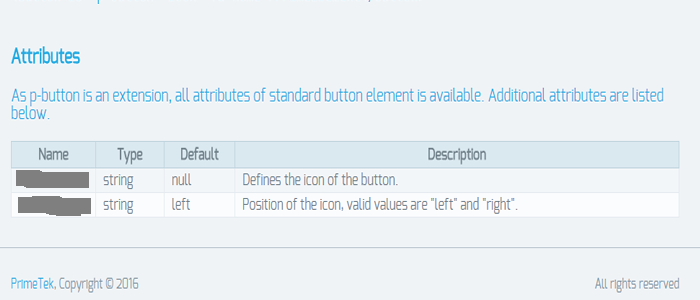 Attributes
As p-button is an extension, all attributes of standard button element is available. Additional attributes are listed
below.
Name Type Default Description
string null Defines the icon of the button.
string left Position of the icon, valid values are "left" and "right".
PrimeTek, Copyright © 2016 All rights reserved